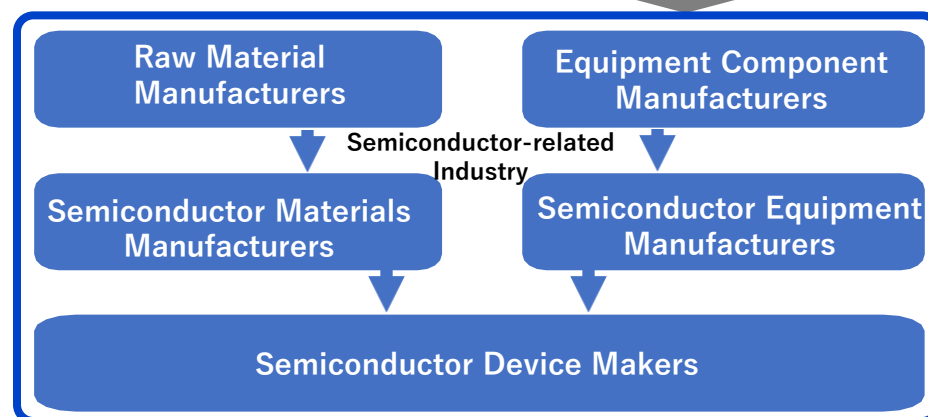 Raw Material
Manufacturers
Equipment Component
Manufacturers
Semiconductor-related
Industry
Semiconductor Materials
Manufacturers
Semiconductor Equipment
Manufacturers
Semiconductor Device Makers